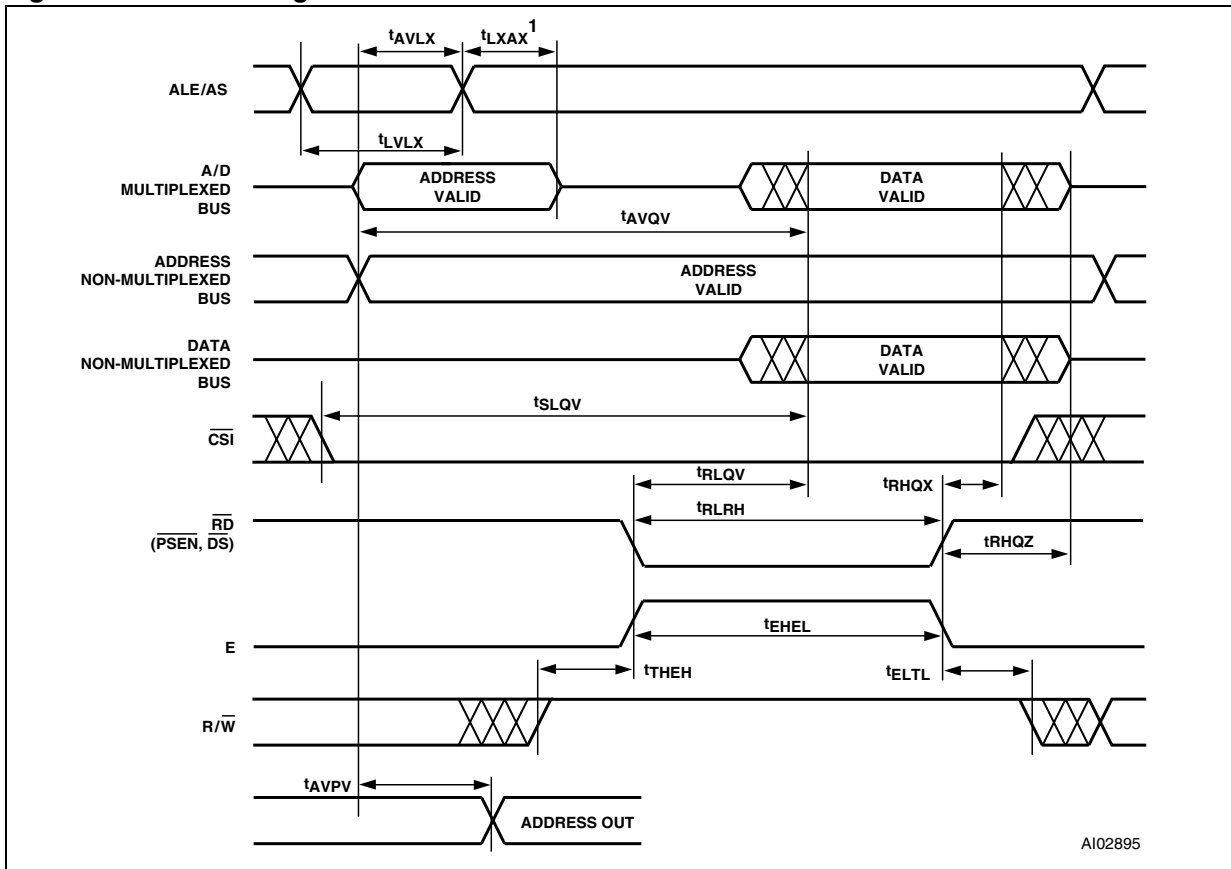 tAVLX tLXAX 1
ALE/AS
tLVLX
A/D
MULTIPLEXED
BUS
ADDRESS
VALID
DATA
VALID
tAVQV
ADDRESS
NON-MULTIPLEXED
BUS
ADDRESS
VALID
DATA
NON-MULTIPLEXED
BUS
DATA
VALID
tSLQV
CSI
tRLQV
tRHQX
tRLRH
RD
(PSEN, DS)
tRHQZ
tEHEL
E
tTHEH
tELTL
R/W
tAVPV
ADDRESS OUT
AI02895